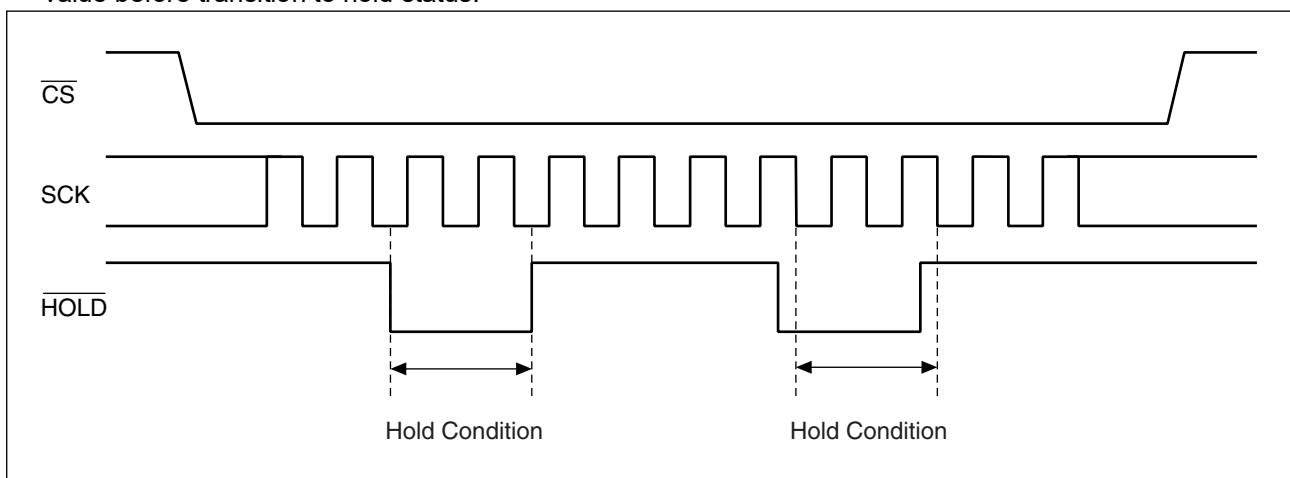 value before transition to hold status.
CS
SCK
HOLD
Hold Condition Hold Condition